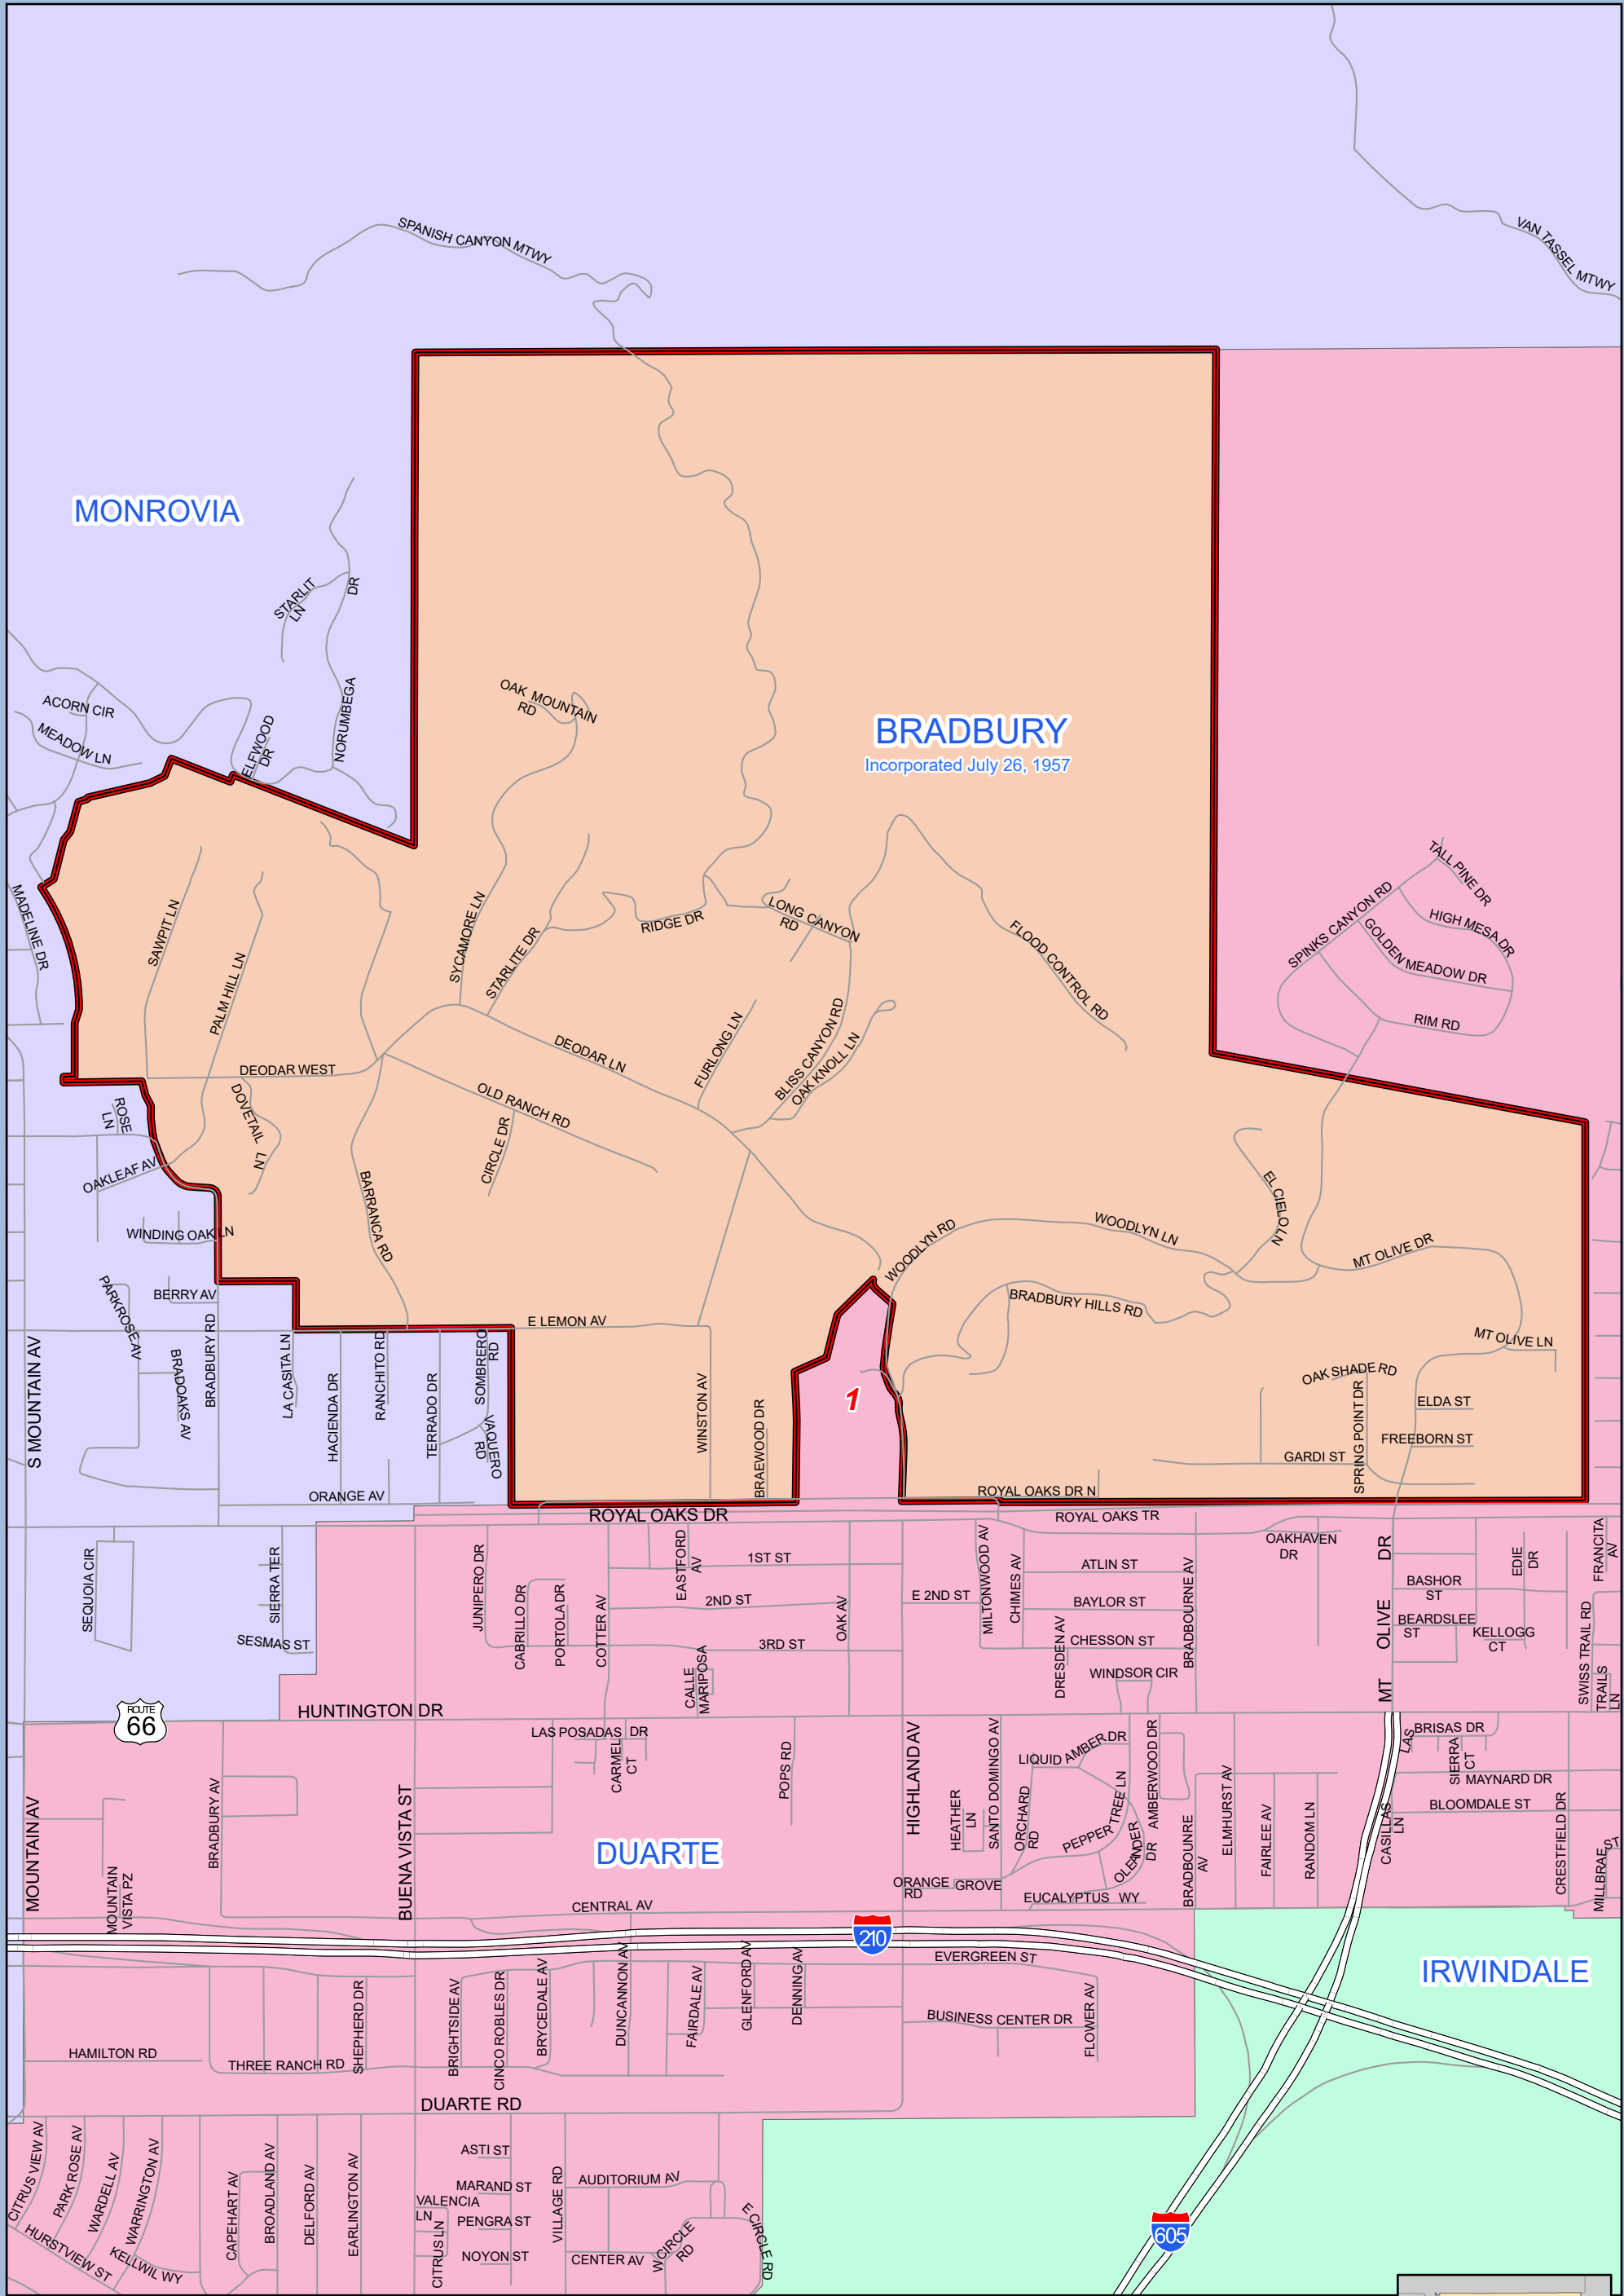 SPANISH CANYON MTWY
VAN TASSEL MTWY
MONROVIA
STARLIT
LN
DR
NORUMBEGA
ACORN CIR
MEADOW LN
ELFWOOD
DR
OAK MOUNTAIN
RD
BRADBURY
Incorporated July 26, 1957
MADELINE DR
SAWPIT LN
PALM HILL LN
SYCAMORE LN
STARLITE DR
RIDGE DR
LONG CANYON
RD
FLOOD CONTROL RD
TALL PINE DR
SPINKS CANYON RD
HIGH MESA DR
GOLDEN MEADOW DR
RIM RD
DEODAR WEST
DEODAR LN
FURLONG LN
BLISS CANYON RD
OAK KNOLL LN
ROSE
LN
DOVETAIL LN
OLD RANCH RD
CIRCLE DR
OAKLEAF AV
BARRANCA RD
WINDING OAK LN
EL CIELO LN
WOODLYN RD
WOODLYN LN
MT OLIVE DR
PARKROSE AV
BERRY AV
BRADBURY HILLS RD
E LEMON AV
S MOUNTAIN AV
BRADOAKS AV
BRADBURY RD
LA CASITA LN
HACIENDA DR
RANCHITO RD
TERRADO DR
SOMBRERO
RD
VAQUERO
RD
WINSTON AV
BRAEWOOD DR
1
MT OLIVE LN
OAK SHADE RD
SPRING POINT DR
ELDA ST
FREEBORN ST
GARDI ST
ORANGE AV
ROYAL OAKS DR N
ROYAL OAKS DR
ROYAL OAKS TR
SEQUOIA CIR
SIERRA TER
SESMAS ST
JUNIPERO DR
CABRILLO DR
PORTOLA DR
COTTER AV
EASTFORD
AV
1ST ST
2ND ST
3RD ST
CALLE
MARIPOSA
OAK AV
E 2ND ST
MILTONWOOD AV
CHIMES AV
ATLIN ST
BAYLOR ST
DRESDEN AV
CHESSON ST
WINDSOR CIR
BRADBOURNE AV
OAKHAVEN
DR
MT OLIVE DR
BASHOR
ST
BEARDSLEE
ST
EDIE
DR
KELLOGG
CT
FRANCITA
AV
SWISS TRAIL RD
TRAILS
LN
ROUTE
66
HUNTINGTON DR
LAS POSADAS DR
CARMEL
CT
POPS RD
HIGHLAND AV
HEATHER
LN
SANTO DOMINGO AV
LIQUID AMBER DR
ORCHARD
RD
PEPPER TREE LN
OLEANDER
DR
AMBERWOOD DR
BRADBOUNRE
AV
ELMHURST AV
FAIRLEE AV
RANDOM LN
LAS
BRISAS DR
SIERRA
CT
MAYNARD DR
BLOOMDALE ST
CASILLAS
LN
CRESTFIELD DR
MILLBRAE
ST
MOUNTAIN AV
MOUNTAIN
VISTA PZ
BRADBURY AV
BUENA VISTA ST
DUARTE
ORANGE GROVE
RD
EUCALYPTUS WY
CENTRAL AV
210
EVERGREEN ST
IRWINDALE
HAMILTON RD
THREE RANCH RD
SHEPHERD DR
BRIGHTSIDE AV
CINCO ROBLES DR
BRYCEDALE AV
DUNCANNON AV
FAIRDALE AV
GLENFORD AV
DENNING AV
BUSINESS CENTER DR
FLOWER AV
DUARTE RD
CITRUS VIEW AV
PARK ROSE AV
WARDELL AV
WARRINGTON AV
HURSTVIEW ST
KELLWIL WY
CAPEHART AV
BROADLAND AV
DELFORD AV
EARLINGTON AV
ASTI ST
MARAND ST
VALENCIA
LN
PENGRA ST
CITRUS LN
NOYON ST
VILLAGE RD
AUDITORIUM AV
CENTER AV
W CIRCLE
RD
E CIRCLE RD
605